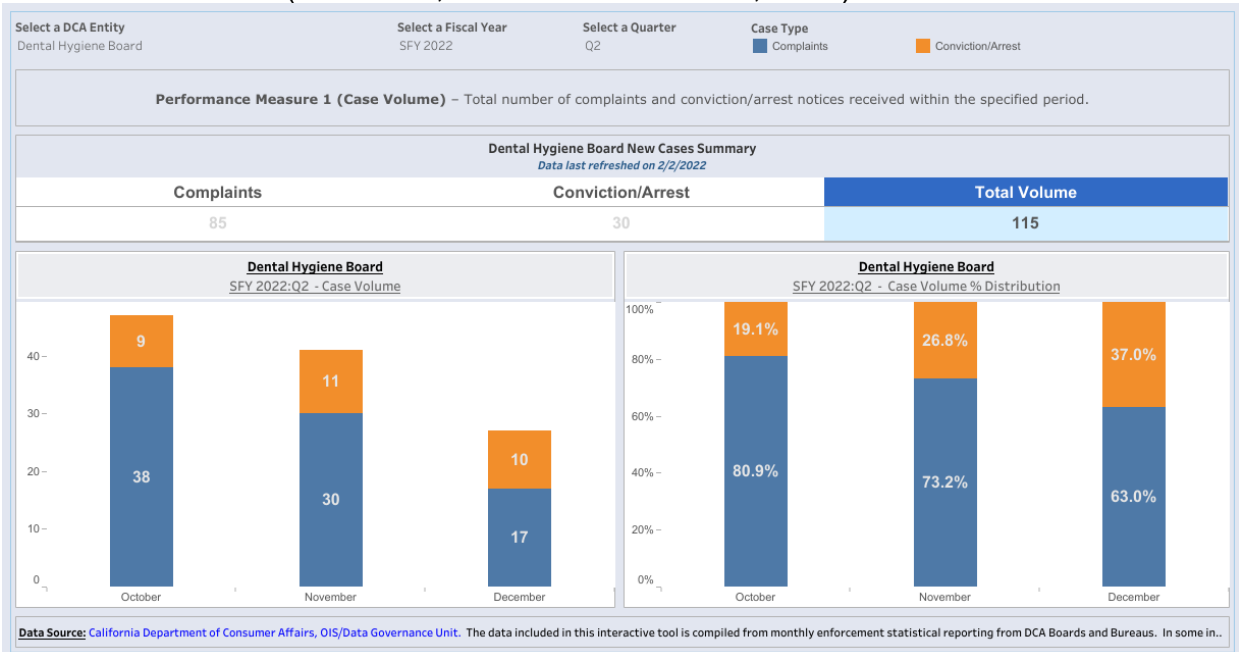 Select a DCA Entity
Select a Fiscal Year
Select a Quarter
Case Type
Dental Hygiene Board
SFY 2022
Q2
Complaints
Conviction/Arrest
Performance Measure 1 (Case Volume) – Total number of complaints and conviction/arrest notices received within the specified period.
Dental Hygiene Board New Cases Summary
Data last refreshed on 2/2/2022
Complaints
Conviction/Arrest
Total Volume
85
30
115
Dental Hygiene Board
SFY 2022:Q2 - Case Volume
40
30
20
10
0
9
38
11
30
10
17
October
November
December
Dental Hygiene Board
SFY 2022:Q2 - Case Volume % Distribution
100%
80%
60%
40%
20%
0%
19.1%
80.9%
26.8%
73.2%
37.0%
63.0%
October
November
December
Data Source: California Department of Consumer Affairs, OIS/Data Governance Unit. The data included in this interactive tool is compiled from monthly enforcement statistical reporting from DCA Boards and Bureaus. In some in..